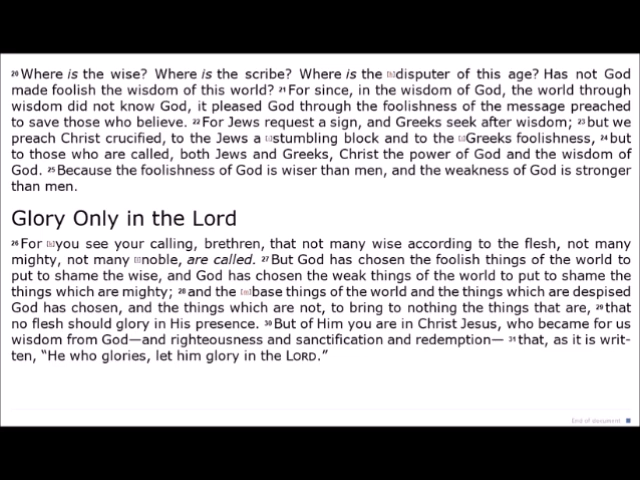 20 Where is the wise? Where is the scribe? Where is the disputer of this age? Has not God
made foolish the wisdom of this world? 21 For since, in the wisdom of God, the world through
wisdom did not know God, it pleased God through the foolishness of the message preached
to save those who believe. 22 For Jews request a sign, and Greeks seek after wisdom; 23 but we
preach Christ crucified, to the Jews a stumbling block and to the Greeks foolishness, 24 but
to those who are called, both Jews and Greeks, Christ the power of God and the wisdom of
God. 25 Because the foolishness of God is wiser than men, and the weakness of God is stronger
than men.
Glory Only in the Lord
26 For you see your calling, brethren, that not many wise according to the flesh, not many
mighty, not many noble, are called. 27 But God has chosen the foolish things of the world to
put to shame the wise, and God has chosen the weak things of the world to put to shame the
things which are mighty; 28 and the base things of the world and the things which are despised
God has chosen, and the things which are not, to bring to nothing the things that are, 29 that
no flesh should glory in His presence. 30 But of Him you are in Christ Jesus, who became for us
wisdom from God—and righteousness and sanctification and redemption— 31 that, as it is writ-
ten, “He who glories, let him glory in the LORD.”
End of document